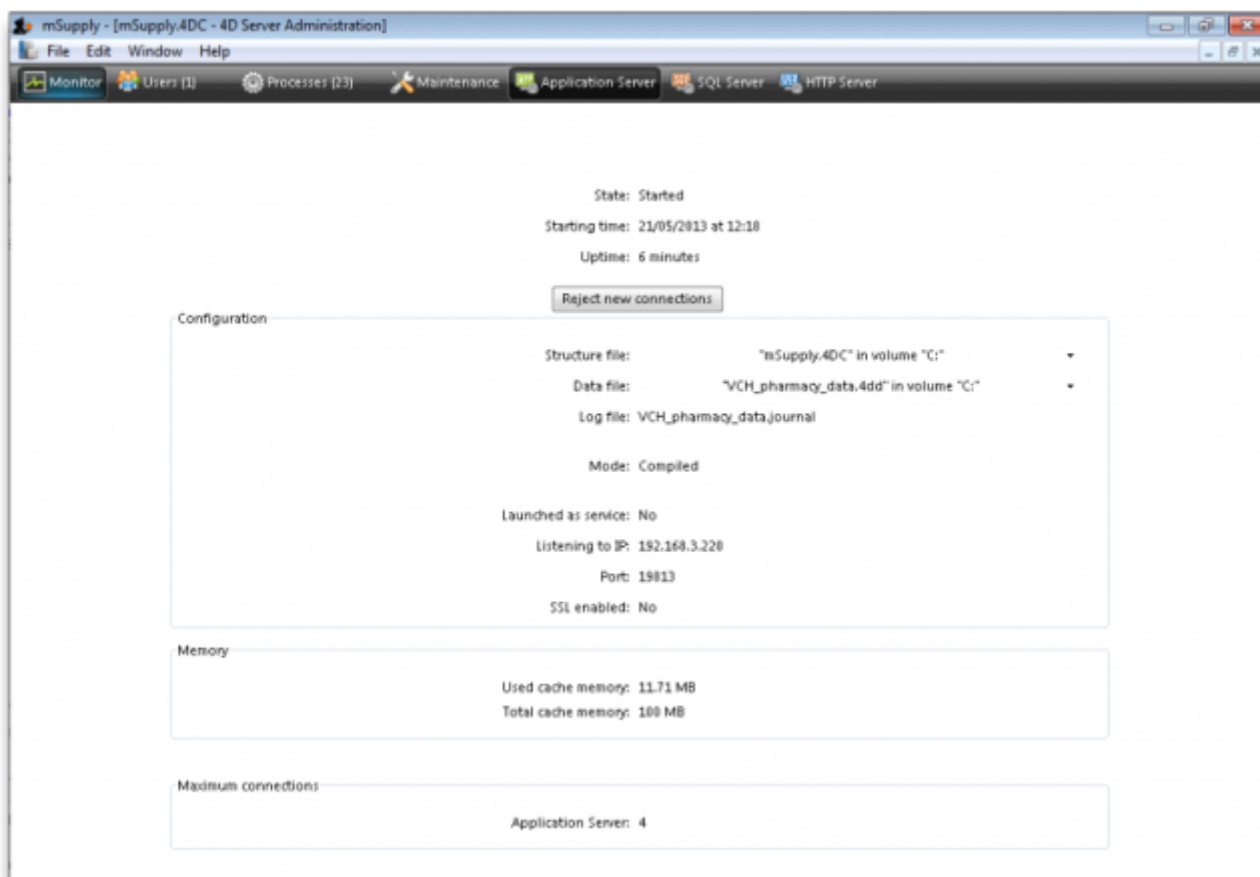 mSupply - [mSupply.4DC - 4D Server Administration]
File Edit Window Help
Monitor Users (1) Processes (23) Maintenance Application Server SQL Server HTTP Server
State: Started
Starting time: 21/05/2013 at 12:18
Uptime: 6 minutes
Reject new connections
Configuration
Structure file: "mSupply.4DC" in volume "C:"
Data file: "VCH_pharmacy_data.4dd" in volume "C:"
Log file: VCH_pharmacy_data.journal
Mode: Compiled
Launched as service: No
Listening to IP: 192.168.3.220
Port: 19813
SSL enabled: No
Memory
Used cache memory: 11.71 MB
Total cache memory: 100 MB
Maximum connections
Application Server: 4